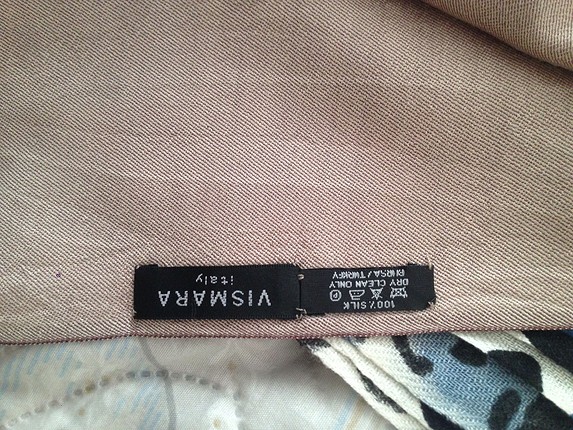 VISMARA
italy
100% SILK
P
DRY CLEAN ONLY
BURSA / TURKEY